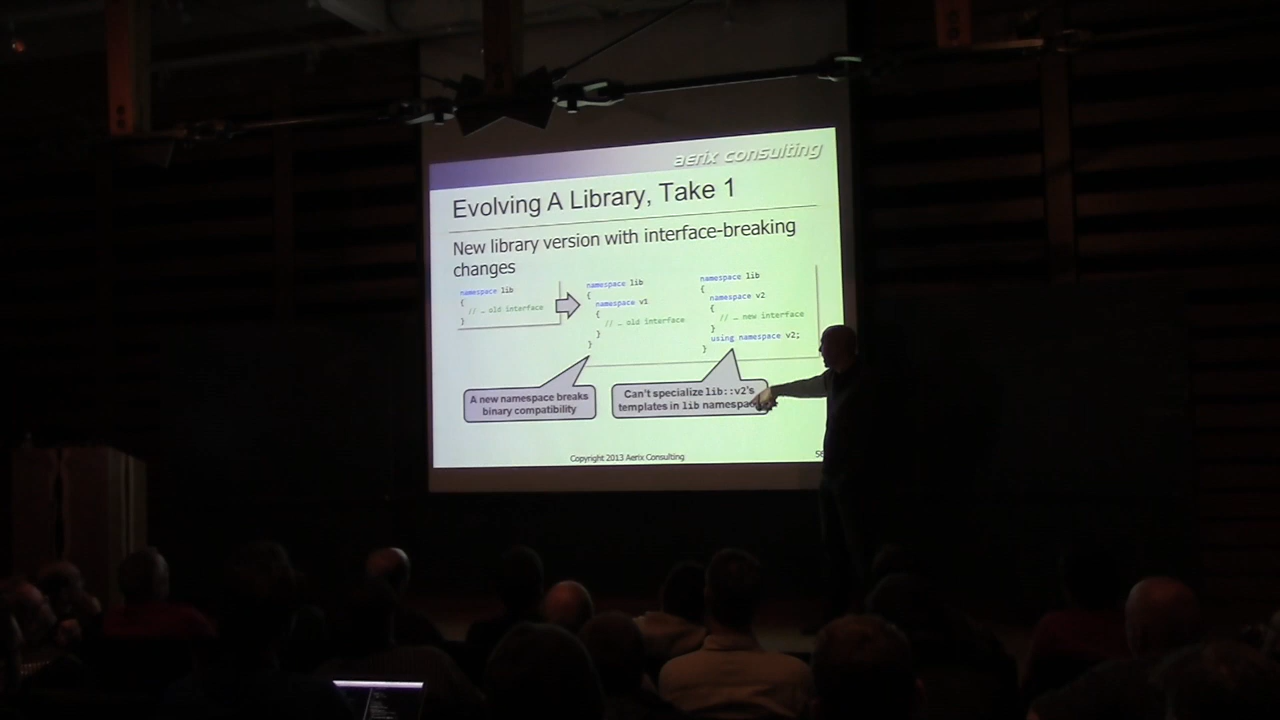 aerix consulting
Evolving A Library, Take 1
New library version with interface-breaking
changes
namespace lib
{
// … old interface
}
namespace lib
{
namespace v1
{
// … old interface
}
}
namespace lib
{
namespace v2
{
// … new interface
}
using namespace v2;
}
A new namespace breaks
binary compatibility
Can't specialize lib::v2's
templates in lib
Copyright 2013 Aerix Consulting